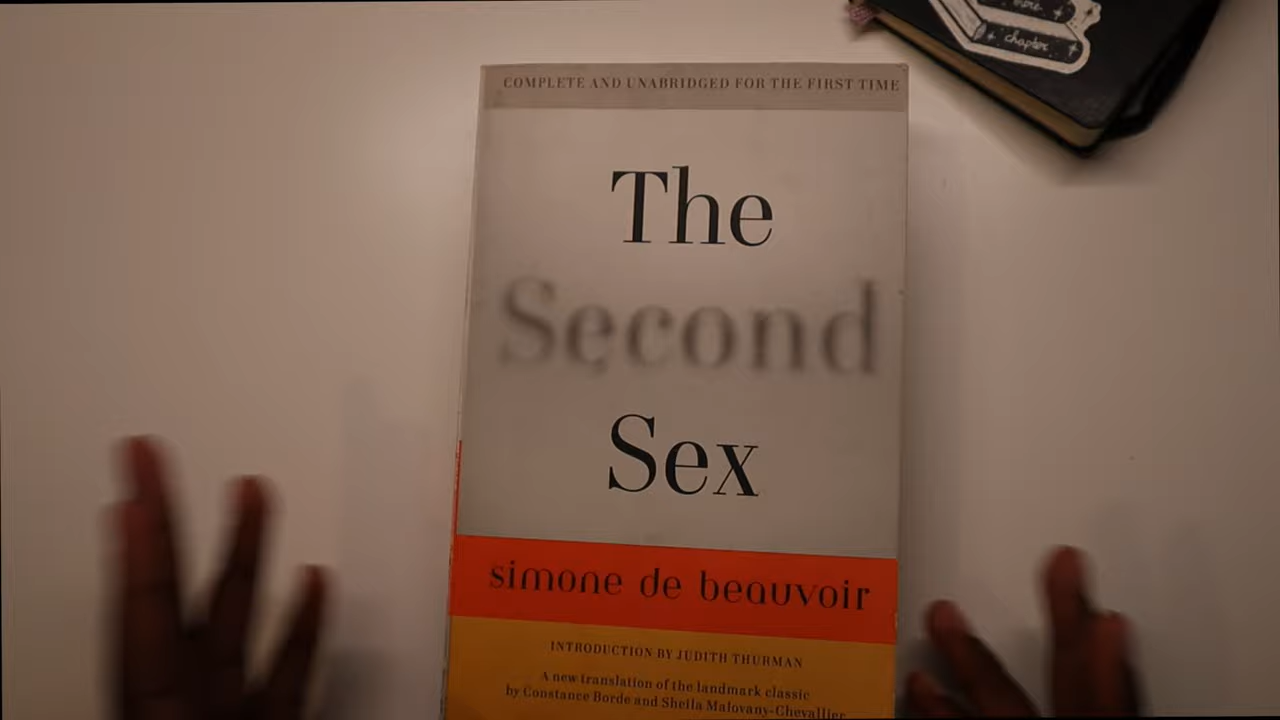 COMPLETE AND UNABRIDGED FOR THE FIRST TIME
The
Second
Sex
simone de beauvoir
INTRODUCTION BY JUDITH THURMAN
A new translation of the landmark classic
by Constance Borde and Sheila Malovany-Chevallier
more
chapter